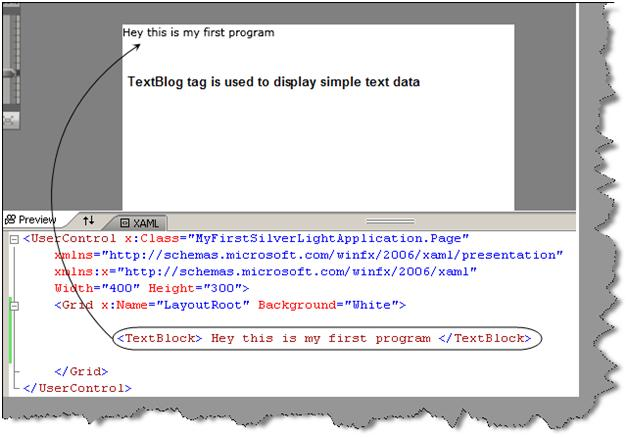 Hey this is my first program
TextBlog tag is used to display simple text data
Preview
XAML
<UserControl x:Class="MyFirstSilverLightApplication.Page"
xmlns="http://schemas.microsoft.com/winfx/2006/xaml/presentation"
xmlns:x="http://schemas.microsoft.com/winfx/2006/xaml"
Width="400" Height="300">
<Grid x:Name="LayoutRoot" Background="White">
<TextBlock> Hey this is my first program </TextBlock>
</Grid>
</UserControl>